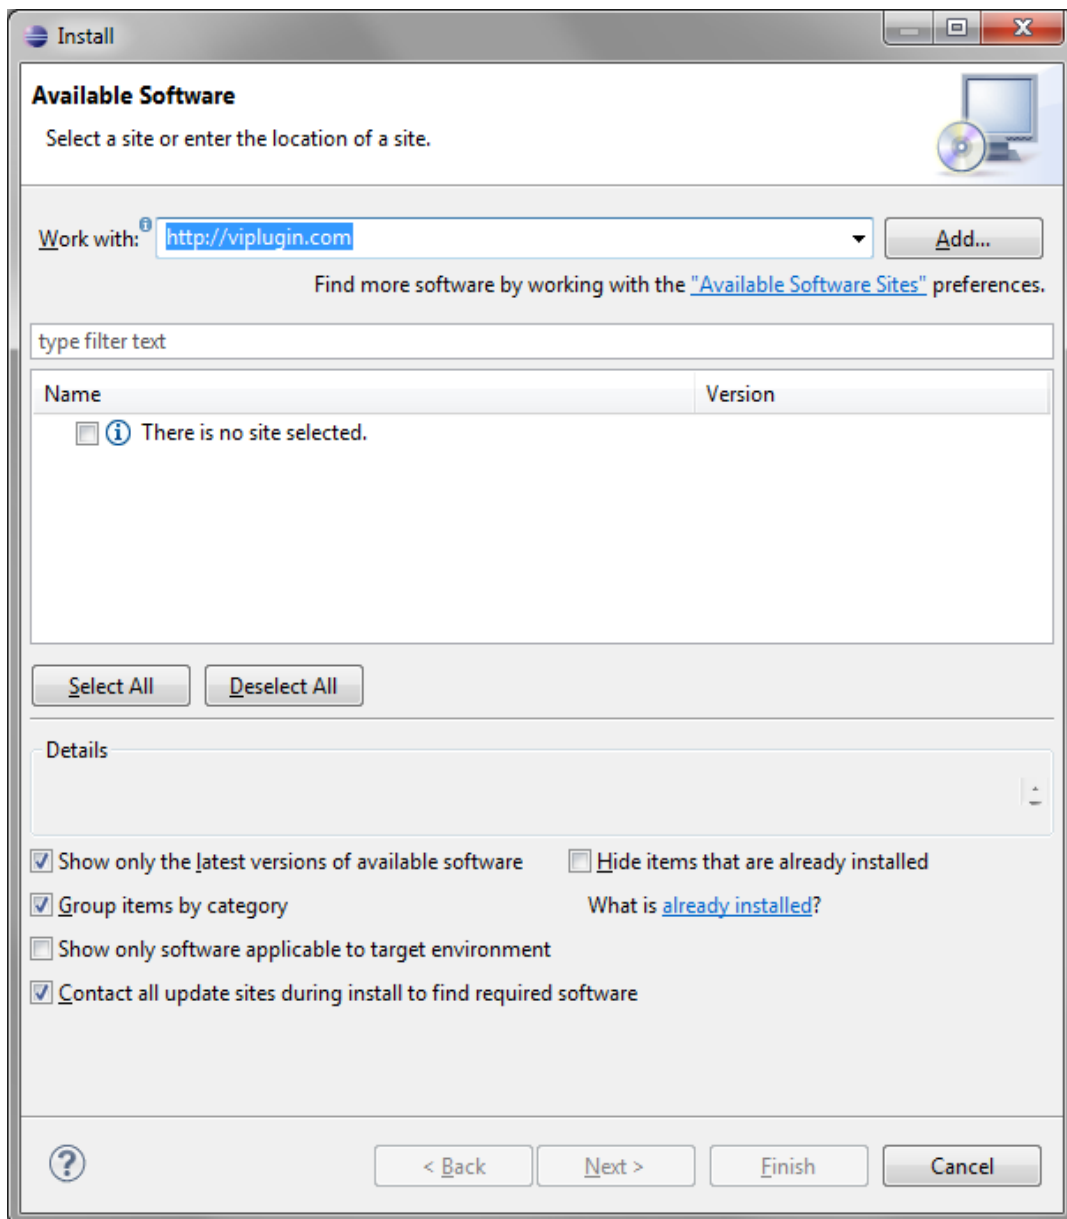 Install
Available Software
Select a site or enter the location of a site.
Work with: http://viplugin.com Add...
Find more software by working with the "Available Software Sites" preferences.
type filter text
Name Version
There is no site selected.
Select All Deselect All
Details
Show only the latest versions of available software Hide items that are already installed
Group items by category What is already installed?
Show only software applicable to target environment
Contact all update sites during install to find required software
< Back Next > Finish Cancel